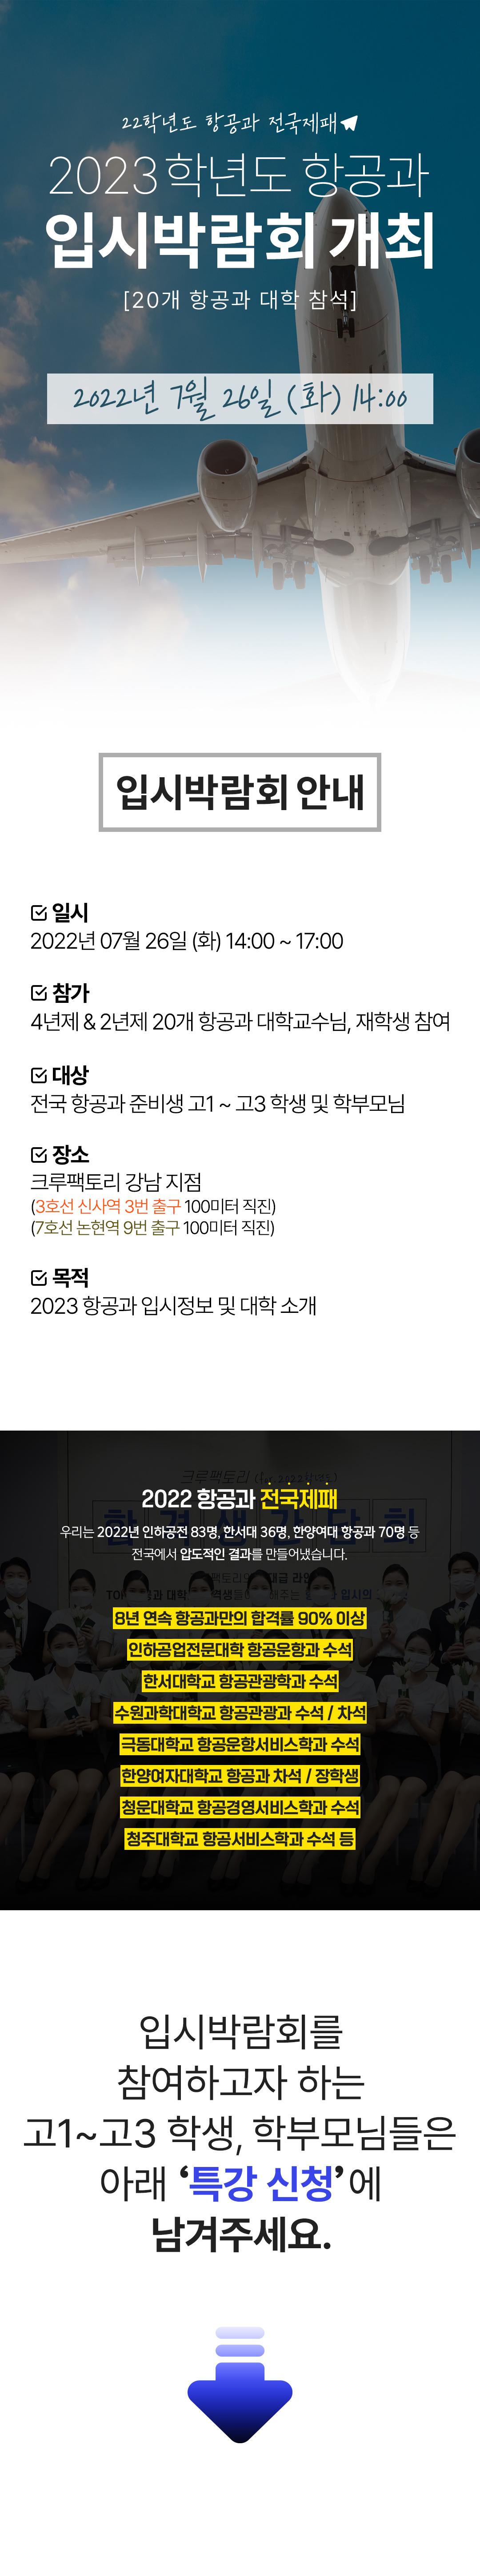 22학년도 항공과 전국제패
2023학년도 항공과
입시박람회 개최
[20개 항공과 대학 참석]
2022년 7월 26일 (화) 14:00
입시박람회 안내
일시
2022년 07월 26일 (화) 14:00 ~ 17:00
참가
4년제 & 2년제 20개 항공과 대학교수님, 재학생 참여
대상
전국 항공과 준비생 고1 ~ 고3 학생 및 학부모님
장소
크루팩토리 강남 지점
(3호선 신사역 3번 출구 100미터 직진)
(7호선 논현역 9번 출구 100미터 직진)
목적
2023 항공과 입시정보 및 대학 소개
2022 항공과 전국제패
우리는 2022년 인하공전 83명, 한서대 36명, 한양여대 항공과 70명 등
전국에서 압도적인 결과를 만들어냈습니다.
8년 연속 항공과만의 합격률 90% 이상
인하공업전문대학 항공운항과 수석
한서대학교 항공관광학과 수석
수원과학대학교 항공관광과 수석 / 차석
극동대학교 항공운항서비스학과 수석
한양여자대학교 항공과 차석 / 장학생
청운대학교 항공경영서비스학과 수석
청주대학교 항공서비스학과 수석 등
입시박람회를
참여하고자 하는
고1~고3 학생, 학부모님들은
아래 ‘특강 신청’에
남겨주세요.